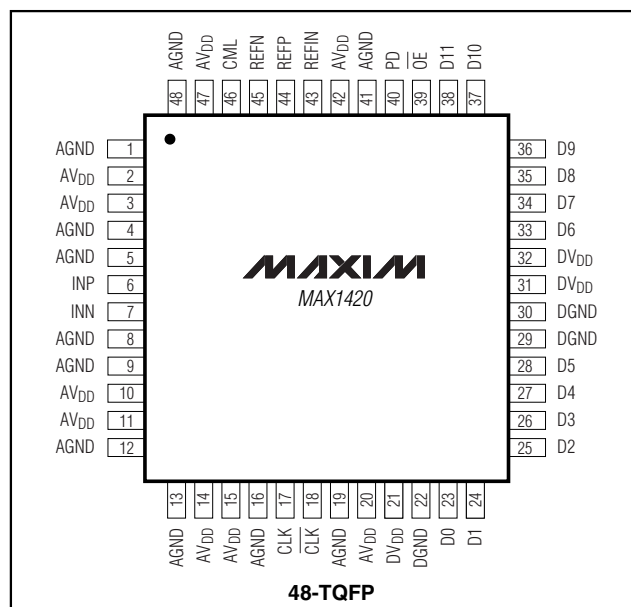 AGND
AVDD
CML
REFN
REFP
REFIN
AVDD
AGND
PD
OE
D11
D10
48
47
46
45
44
43
42
41
40
39
38
37
AGND 1
AVDD 2
AVDD 3
AGND 4
AGND 5
INP 6
INN 7
AGND 8
AGND 9
AVDD 10
AVDD 11
AGND 12
MAXIM
MAX1420
36 D9
35 D8
34 D7
33 D6
32 DVDD
31 DVDD
30 DGND
29 DGND
28 D5
27 D4
26 D3
25 D2
13
14
15
16
17
18
19
20
21
22
23
24
AGND
AVDD
AVDD
AGND
CLK
CLK
AGND
AVDD
DVDD
DGND
D0
D1
48-TQFP